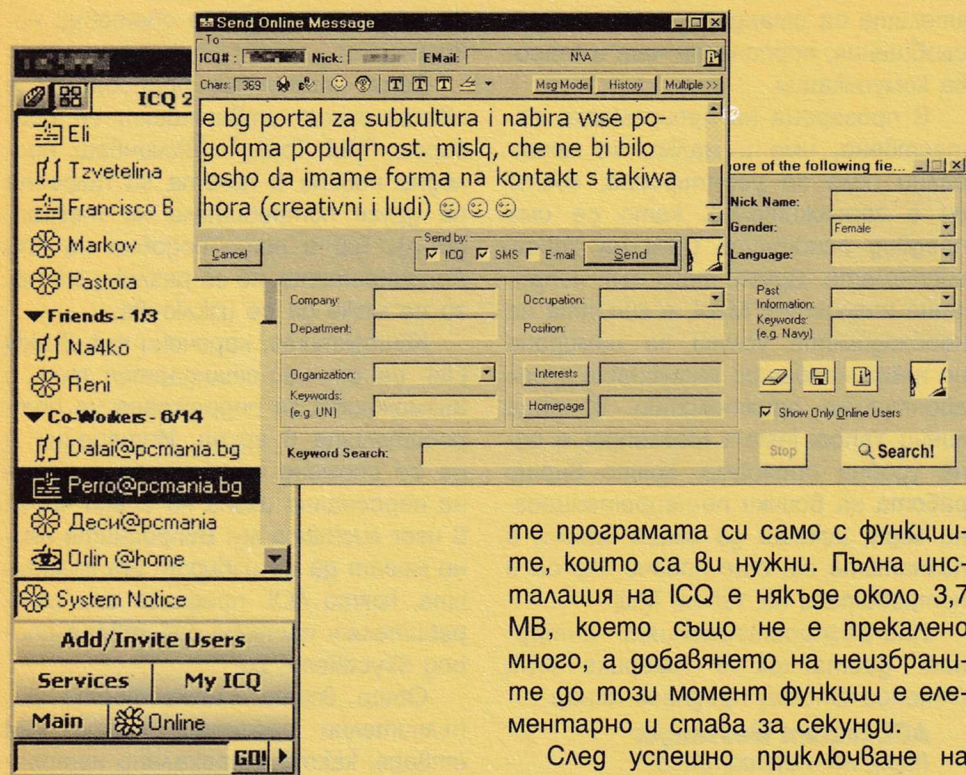 Send Online Message
To
ICQ#: Nick: EMail: N\A
Chars: 369 Msg Mode History Multiple >>
e bg portal za subkultura i nabira wse po-
golqma populqrnost. mislq, che ne bi bilo
losho da imame forma na kontakt s takiwa
hora (creativni i ludi)
Send by:
Cancel ICQ SMS E-mail Send
ICQ 2
Eli
Tzvetelina
Francisco B
Markov
Pastora
Friends - 1/3
Na4ko
Reni
Co-Workers - 6/14
Dalai@pcmania.bg
Perro@pcmania.bg
Деси@pcmania
Orlin @home
System Notice
Add/Invite Users
Services My ICQ
Main Online
GO!
ore of the following fie...
Nick Name:
Gender: Female
Language:
Company:
Department:
Occupation:
Position:
Past
Information:
Keywords:
(e.g. Navy)
Organization:
Keywords:
(e.g. UN)
Interests
Homepage
Show Only Online Users
Keyword Search:
Stop Search!
те програмата си само с функции-
те, които са ви нужни. Пълна инс-
талация на ICQ е някъде около 3,7
MB, което също не е прекалено
много, а добавянето на неизбрани-
те до този момент функции е еле-
ментарно и става за секунди.
След успешно приключване на